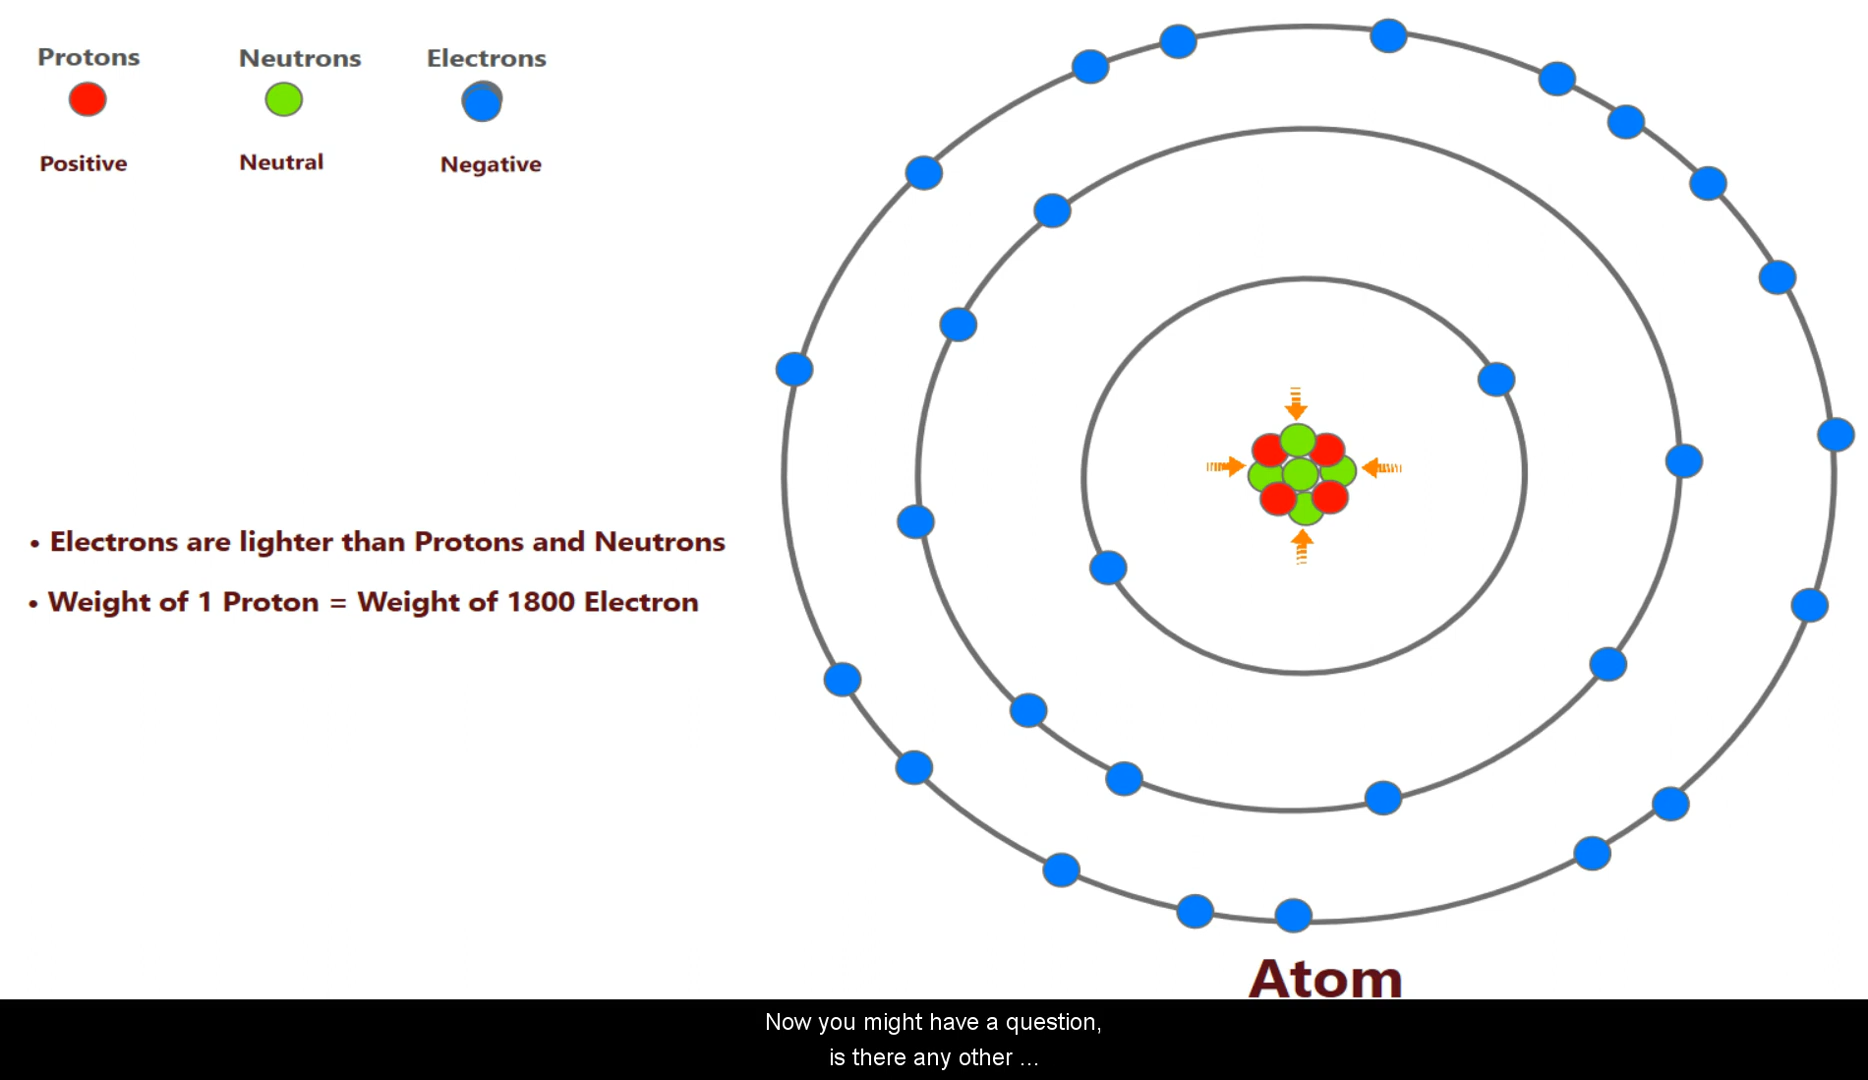 Protons Neutrons Electrons
Positive Neutral Negative
• Electrons are lighter than Protons and Neutrons
• Weight of 1 Proton = Weight of 1800 Electron
Atom
Now you might have a question,
is there any other ...